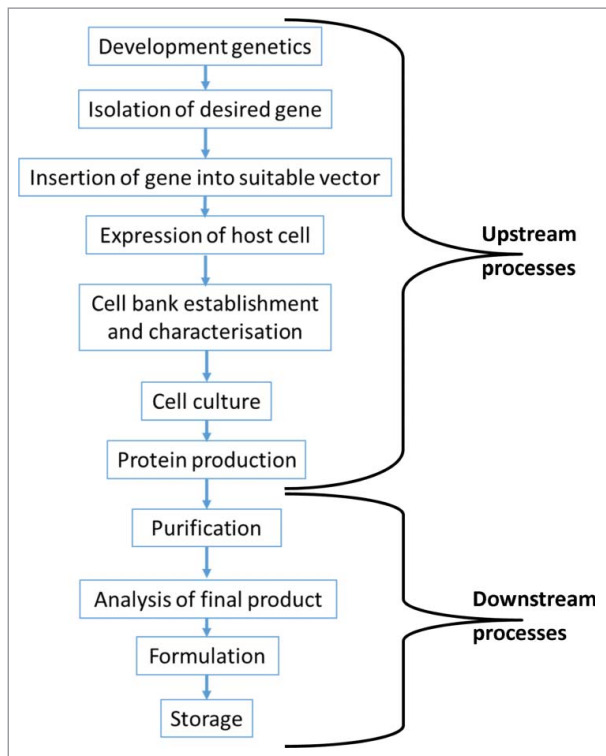 Development genetics
Isolation of desired gene
Insertion of gene into suitable vector
Expression of host cell
Cell bank establishment
and characterisation
Cell culture
Protein production
Upstream
processes
Purification
Analysis of final product
Formulation
Storage
Downstream
processes